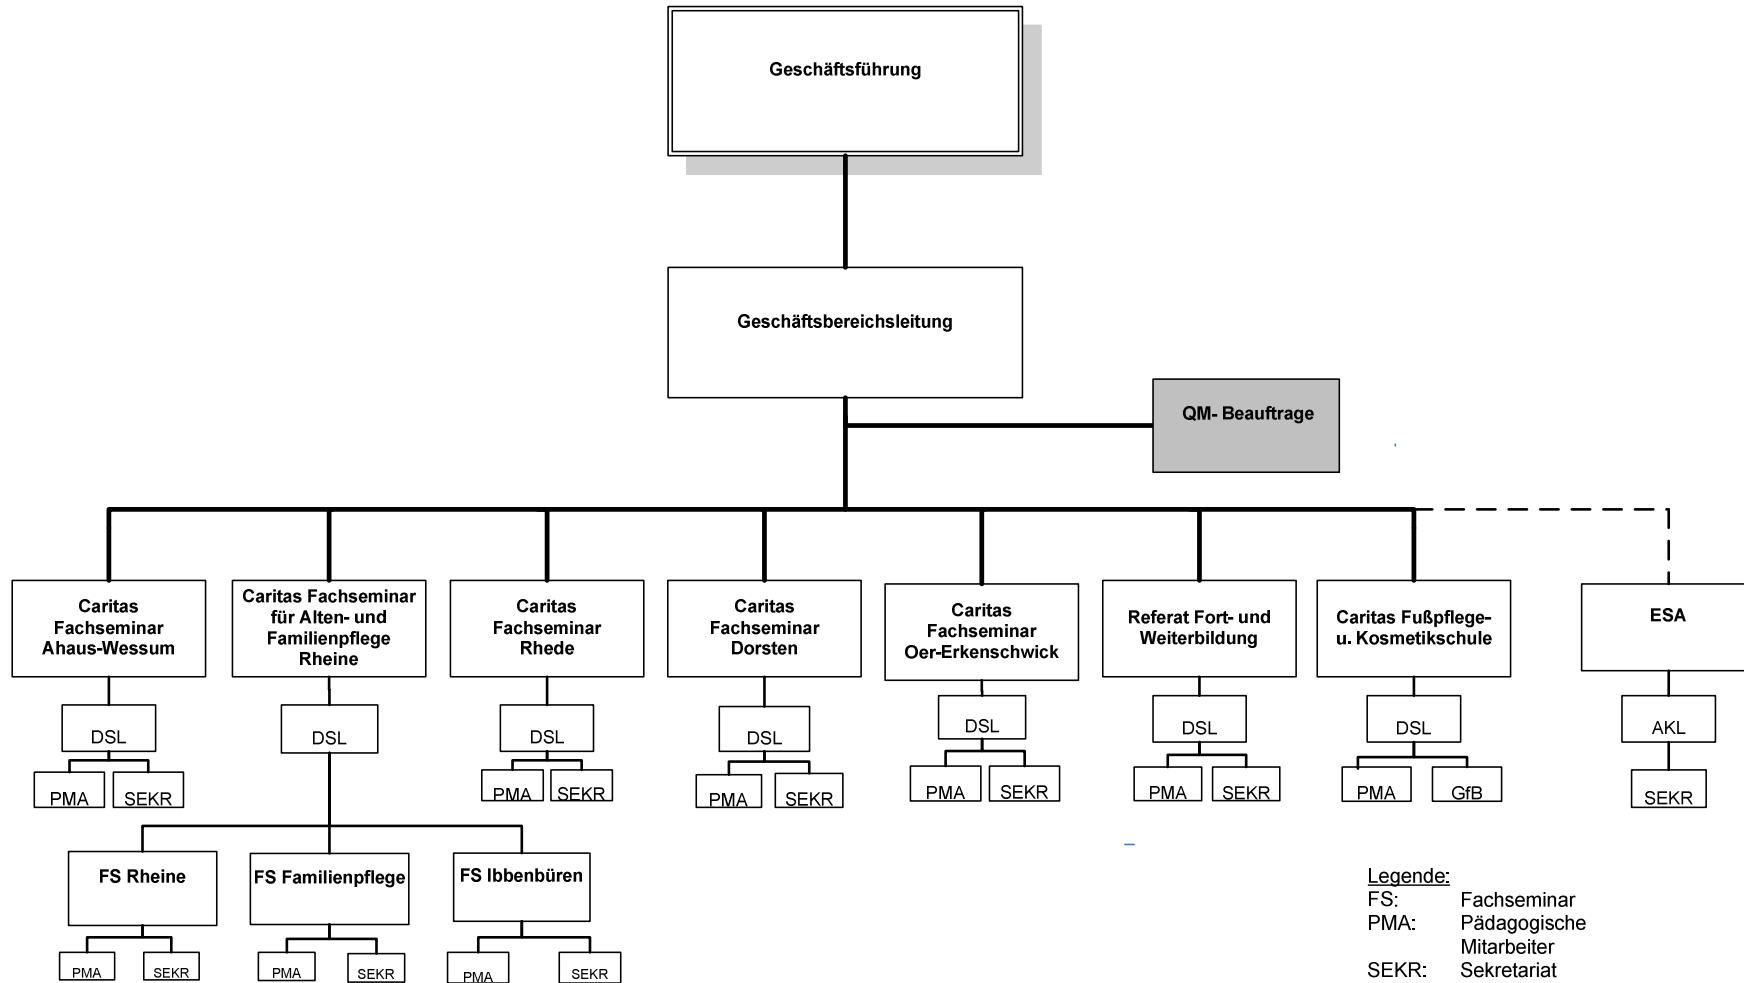 Geschäftsführung
Geschäftsbereichsleitung
QM- Beauftrage
Caritas
Fachseminar
Ahaus-Wessum
Caritas Fachseminar
für Alten- und
Familienpflege
Rheine
Caritas
Fachseminar
Rhede
Caritas
Fachseminar
Dorsten
Caritas
Fachseminar
Oer-Erkenschwick
Referat Fort- und
Weiterbildung
Caritas Fußpflege-
u. Kosmetikschule
ESA
DSL
DSL
DSL
DSL
DSL
DSL
DSL
AKL
PMA
SEKR
PMA
SEKR
PMA
SEKR
PMA
SEKR
PMA
SEKR
PMA
GfB
SEKR
FS Rheine
FS Familienpflege
FS Ibbenbüren
PMA
SEKR
PMA
SEKR
PMA
SEKR
Legende:
FS: Fachseminar
PMA: Pädagogische
Mitarbeiter
SEKR: Sekretariat